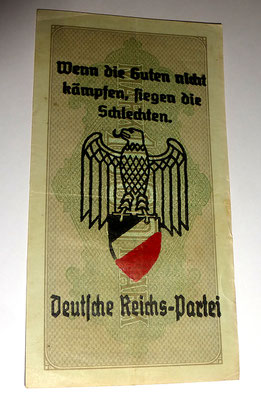 Wenn die Guten nicht
kämpfen, siegen die
Schlechten.
Deutsche Reichs-Partei